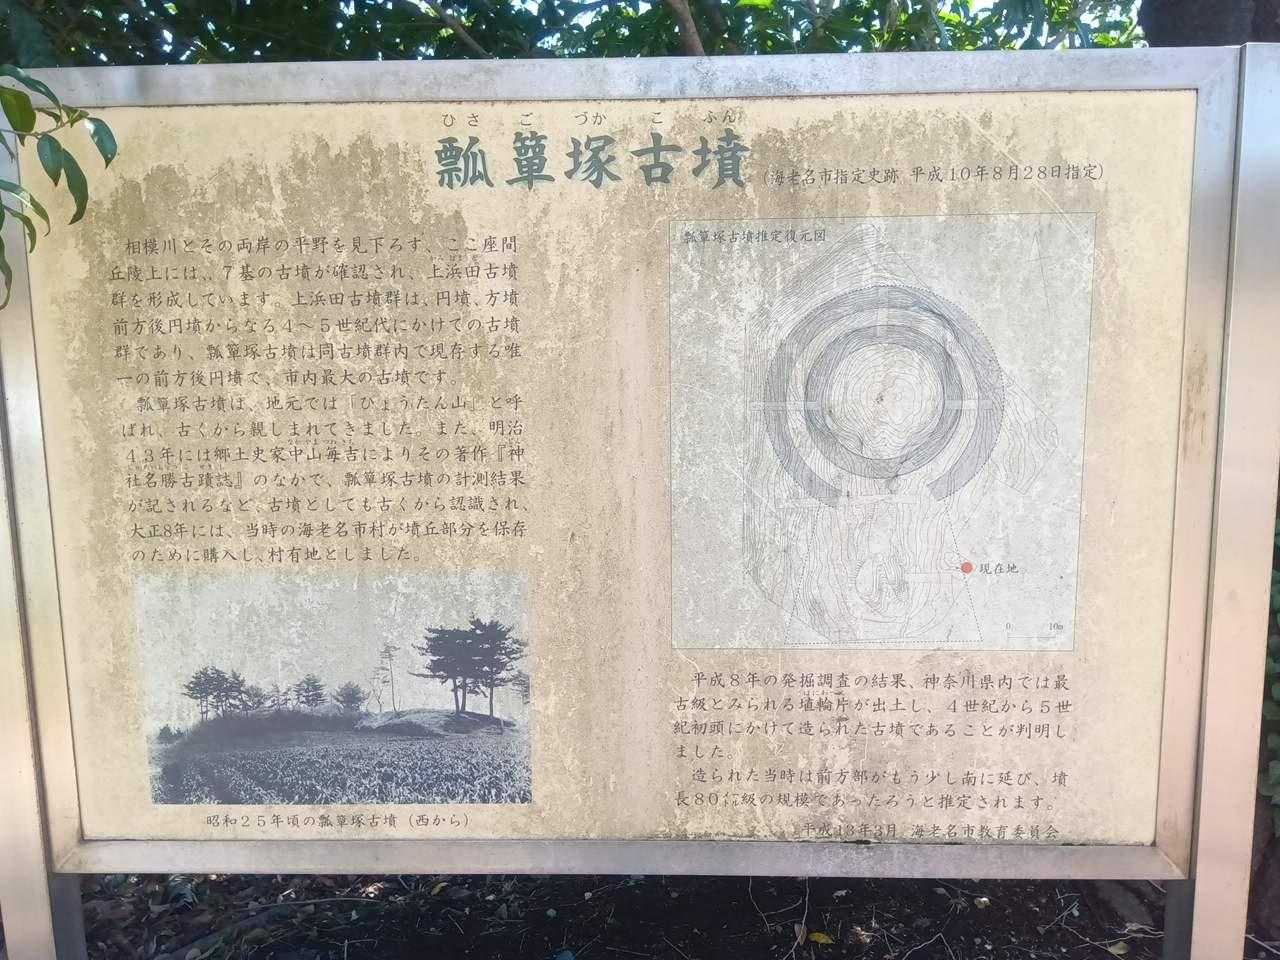 ひさ ご づか こ ふん
瓢簞塚古墳 (海老名市指定史跡 平成10年8月28日指定)
相模川とその両岸の平野を見下ろす、ここ座間
丘陵上には、7基の古墳が確認され、上浜田古墳
群を形成しています。上浜田古墳群は、円墳、方墳
前方後円墳からなる4〜5世紀代にかけての古墳
群であり、瓢簞塚古墳は同古墳群内で現存する唯
一の前方後円墳で、市内最大の古墳です。
瓢簞塚古墳は、地元では「ひょうたん山」と呼
ばれ、古くから親しまれてきました。また、明治
43年には郷土史家中山毎吉によりその著作『神
社名勝古蹟誌』のなかで、瓢簞塚古墳の計測結果
が記されるなど、古墳としても古くから認識され、
大正8年には、当時の海老名市村が墳丘部分を保存
のために購入し、村有地としました。
昭和25年頃の瓢簞塚古墳(西から)
瓢簞塚古墳推定復元図
現在地
0 10m
平成8年の発掘調査の結果、神奈川県内では最
古級とみられる埴輪片が出土し、4世紀から5世
紀初頭にかけて造られた古墳であることが判明し
ました。
造られた当時は前方部がもう少し南に延び、墳
長80㍍級の規模であったろうと推定されます。
平成13年3月 海老名市教育委員会